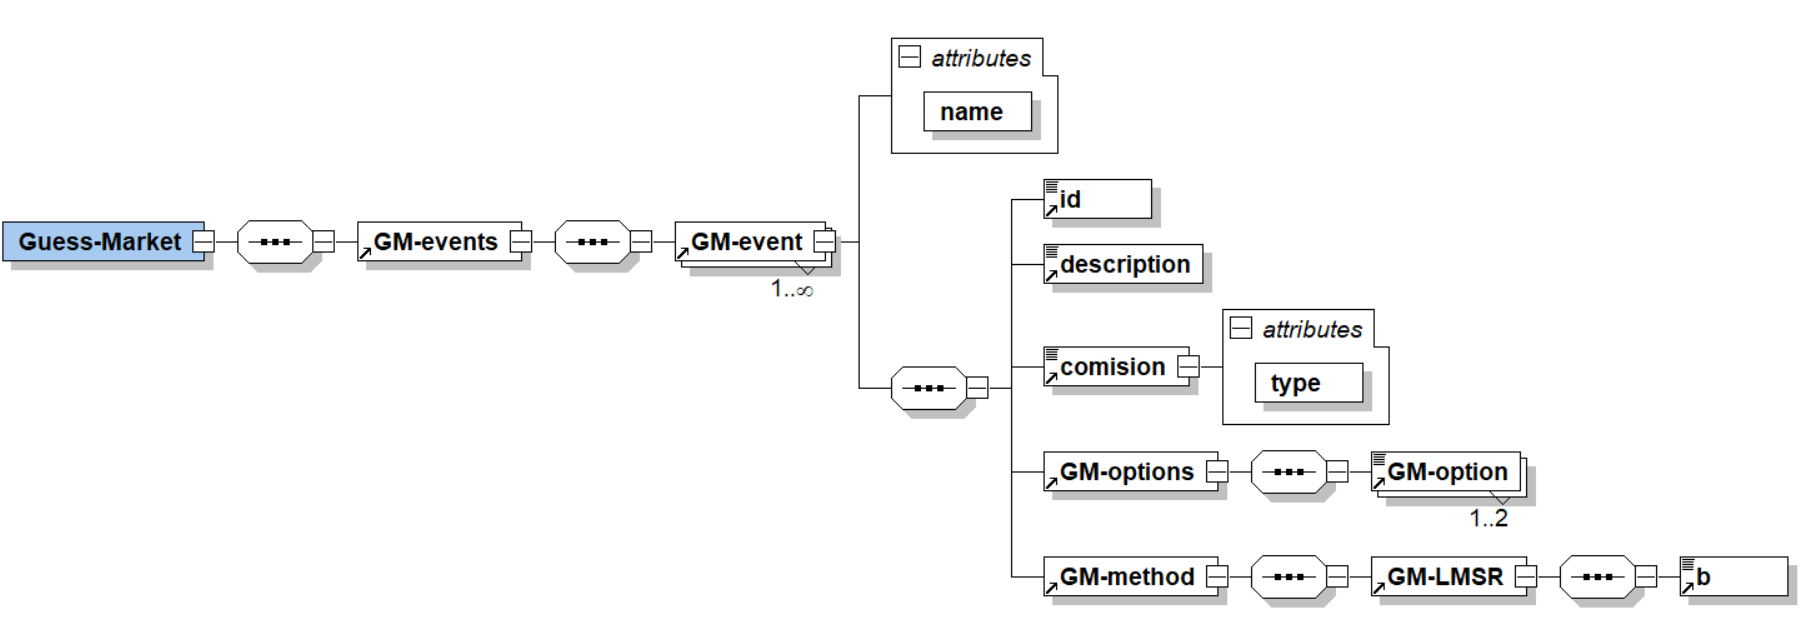 attributes
name
id
Guess-Market
GM-events
GM-event
1..∞
description
attributes
comision
type
GM-options
GM-option
1..2
GM-method
GM-LMSR
b